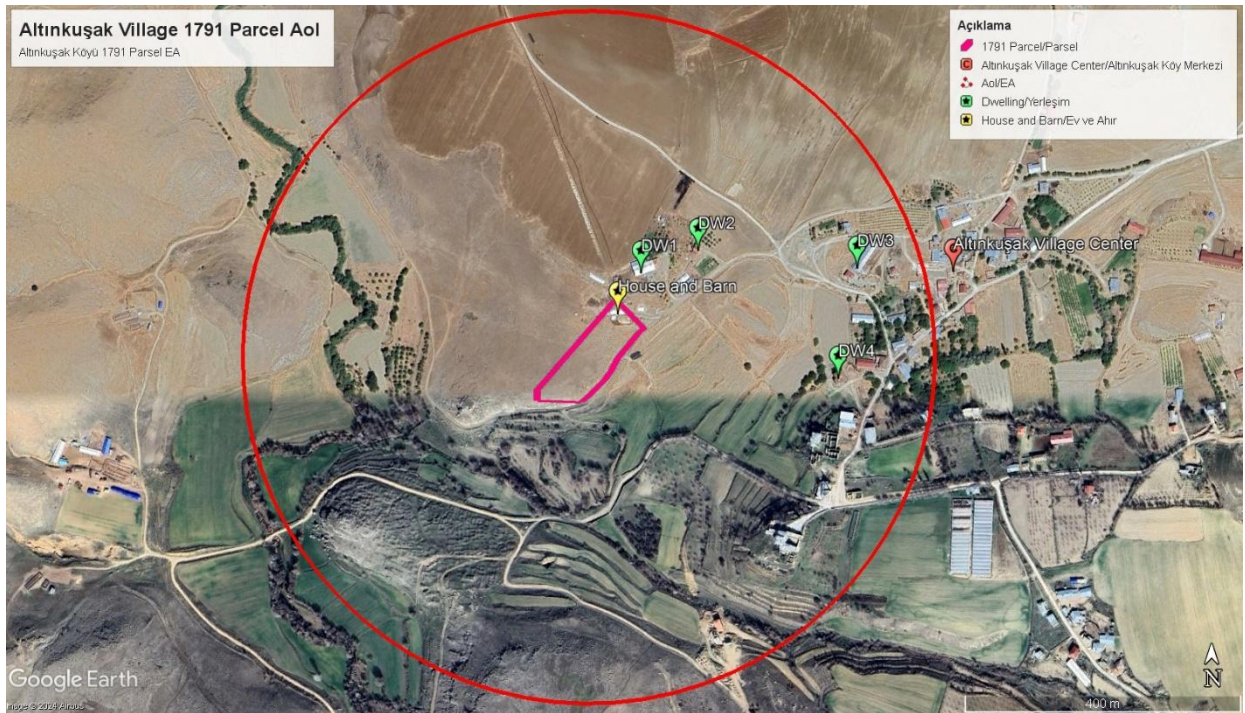 Altınkuşak Village 1791 Parcel AoI
Altınkuşak Köyü 1791 Parsel EA
Açıklama
1791 Parcel/Parsel
C Altınkuşak Village Center/Altınkuşak Köy Merkezi
AoI/EA
Dwelling/Yerleşim
House and Barn/Ev ve Ahır
DW2
DW1
DW3
Altınkuşak Village Center
House and Barn
DW4
Google Earth
© 2024 Airbus
N
400 m